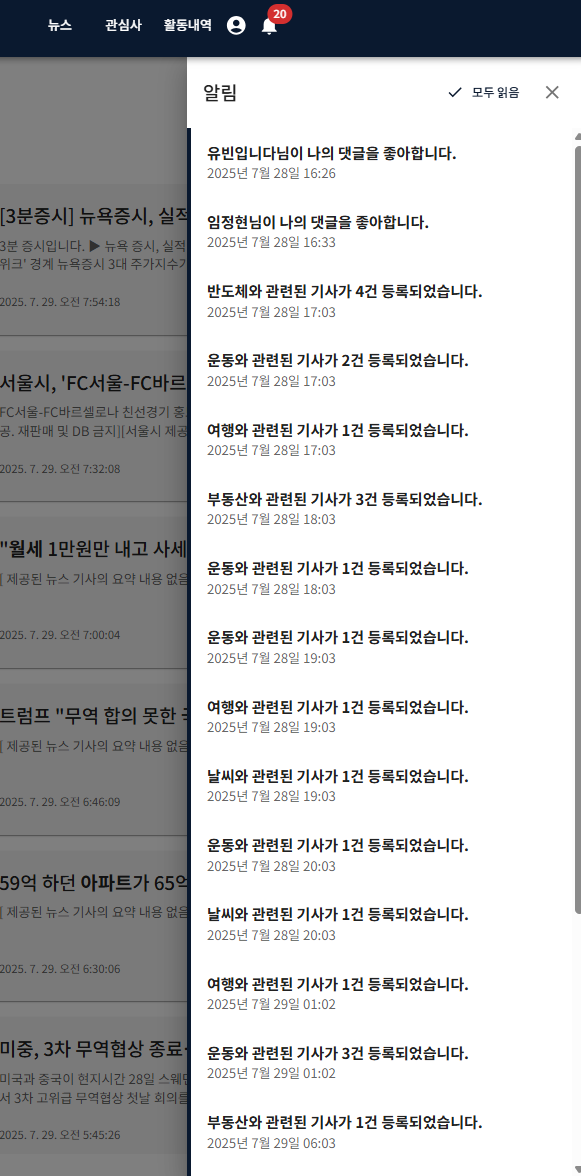 뉴스 관심사 활동내역 20
알림 모두 읽음
유빈입니다님이 나의 댓글을 좋아합니다.
2025년 7월 28일 16:26
임정현님이 나의 댓글을 좋아합니다.
2025년 7월 28일 16:33
반도체와 관련된 기사가 4건 등록되었습니다.
2025년 7월 28일 17:03
운동와 관련된 기사가 2건 등록되었습니다.
2025년 7월 28일 17:03
여행와 관련된 기사가 1건 등록되었습니다.
2025년 7월 28일 17:03
부동산와 관련된 기사가 3건 등록되었습니다.
2025년 7월 28일 18:03
운동와 관련된 기사가 1건 등록되었습니다.
2025년 7월 28일 18:03
운동와 관련된 기사가 1건 등록되었습니다.
2025년 7월 28일 19:03
여행와 관련된 기사가 1건 등록되었습니다.
2025년 7월 28일 19:03
날씨와 관련된 기사가 1건 등록되었습니다.
2025년 7월 28일 19:03
운동와 관련된 기사가 1건 등록되었습니다.
2025년 7월 28일 20:03
날씨와 관련된 기사가 1건 등록되었습니다.
2025년 7월 28일 20:03
여행와 관련된 기사가 1건 등록되었습니다.
2025년 7월 29일 01:02
운동와 관련된 기사가 3건 등록되었습니다.
2025년 7월 29일 01:02
부동산와 관련된 기사가 1건 등록되었습니다.
2025년 7월 29일 06:03
[3분증시] 뉴욕증시, 실적
3분 증시입니다. ▶ 뉴욕 증시, 실적
위크' 경계 뉴욕증시 3대 주가지수가
2025. 7. 29. 오전 7:54:18
서울시, 'FC서울-FC바르
FC서울-FC바르셀로나 친선경기 홍
공. 재판매 및 DB 금지][서울시 제공
2025. 7. 29. 오전 7:32:08
"월세 1만원만 내고 사세
[ 제공된 뉴스 기사의 요약 내용 없음
2025. 7. 29. 오전 7:00:04
트럼프 "무역 합의 못한 국
[ 제공된 뉴스 기사의 요약 내용 없음
2025. 7. 29. 오전 6:46:09
59억 하던 아파트가 65억
[ 제공된 뉴스 기사의 요약 내용 없음
2025. 7. 29. 오전 6:30:06
미중, 3차 무역협상 종료
미국과 중국이 현지시간 28일 스웨덴
서 3차 고위급 무역협상 첫날 회의를
2025. 7. 29. 오전 5:45:26